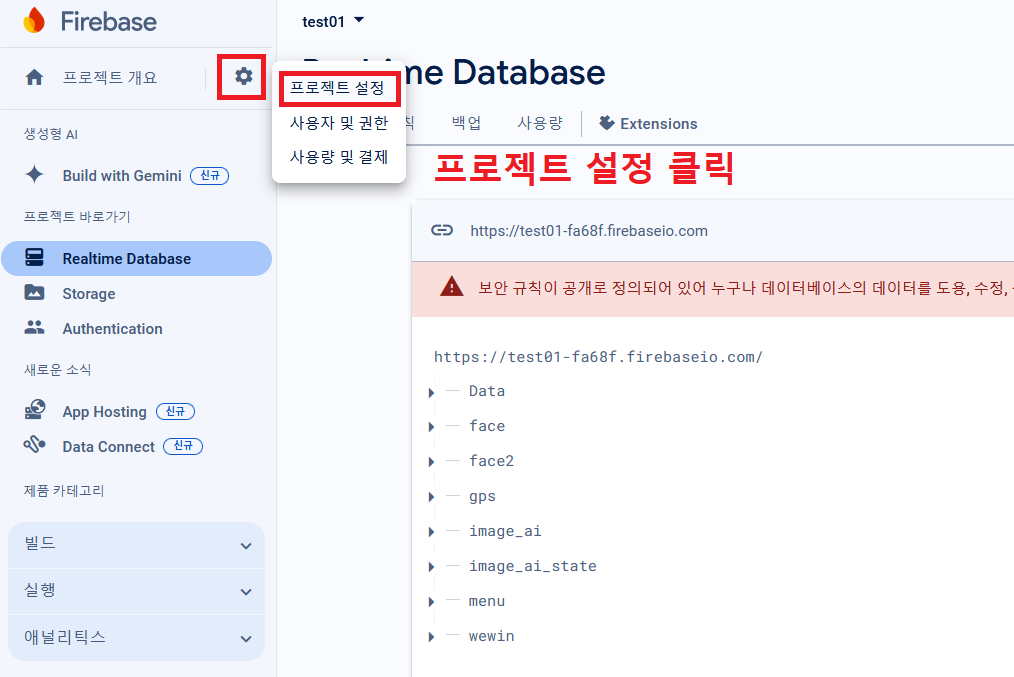 Firebase
test01
프로젝트 개요
Realtime Database
프로젝트 설정
사용자 및 권한
사용량 및 결제
칙
백업
사용량
Extensions
프로젝트 설정 클릭
생성형 AI
Build with Gemini 신규
프로젝트 바로가기
Realtime Database
Storage
Authentication
새로운 소식
App Hosting 신규
Data Connect 신규
제품 카테고리
빌드
실행
애널리틱스
https://test01-fa68f.firebaseio.com
보안 규칙이 공개로 정의되어 있어 누구나 데이터베이스의 데이터를 도용, 수정,
https://test01-fa68f.firebaseio.com/
Data
face
face2
gps
image_ai
image_ai_state
menu
wewin